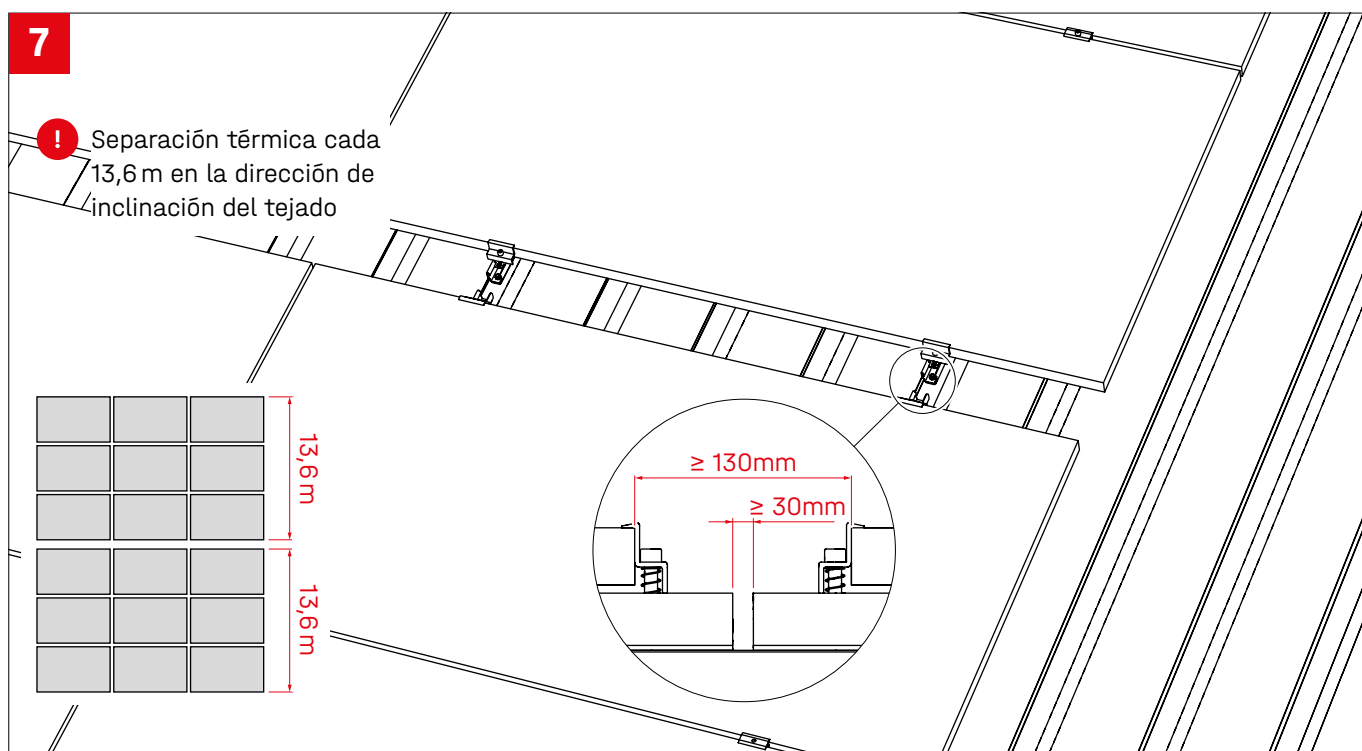 7
! Separación térmica cada
13,6 m en la dirección de
inclinación del tejado
13,6 m
13,6 m
≥ 130mm
≥ 30mm